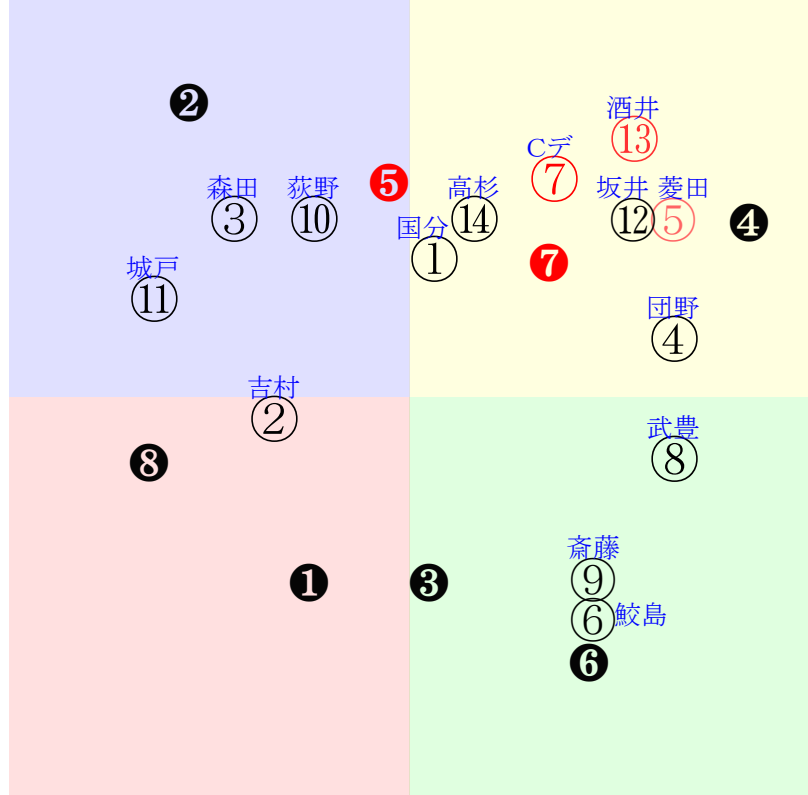 ❷
酒井
⑬
Cデ
⑦
❺
森田
③
荻野
⑩
高杉
⑭
坂井
⑫
菱田
⑤
❹
国分
①
❼
城戸
⑪
団野
④
吉村
②
武豊
⑧
❽
斎藤
⑨
❶
❸
⑥鮫島
❻